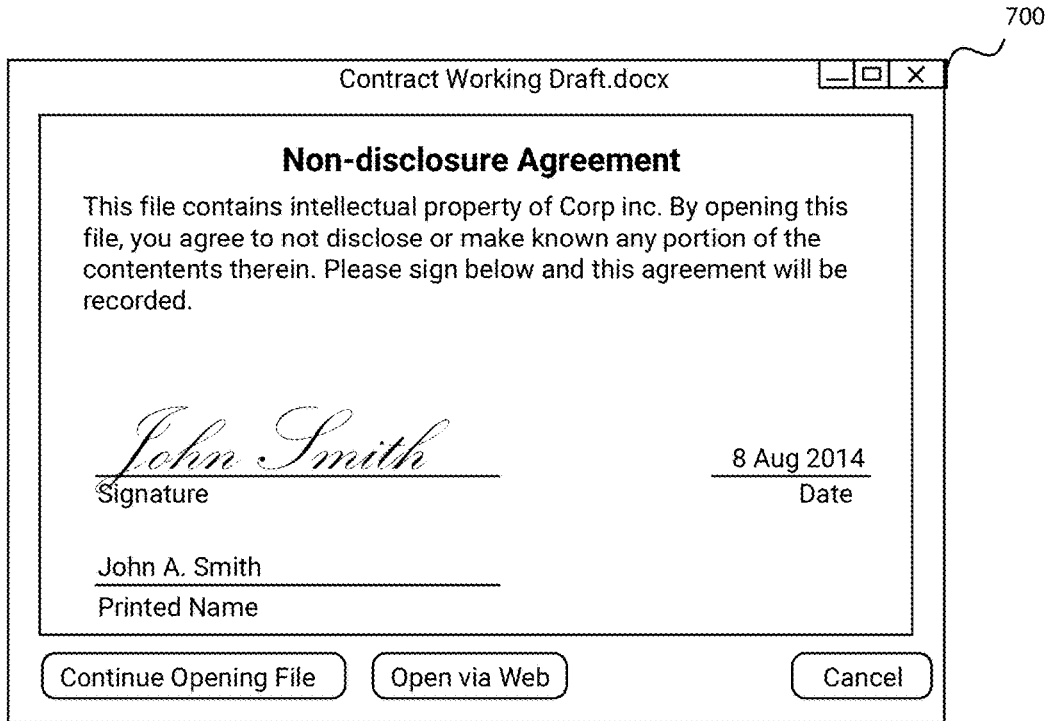 700
Contract Working Draft.docx
Non-disclosure Agreement
This file contains intellectual property of Corp inc. By opening this
file, you agree to not disclose or make known any portion of the
contentents therein. Please sign below and this agreement will be
recorded.
John Smith
8 Aug 2014
Signature
Date
John A. Smith
Printed Name
Continue Opening File
Open via Web
Cancel